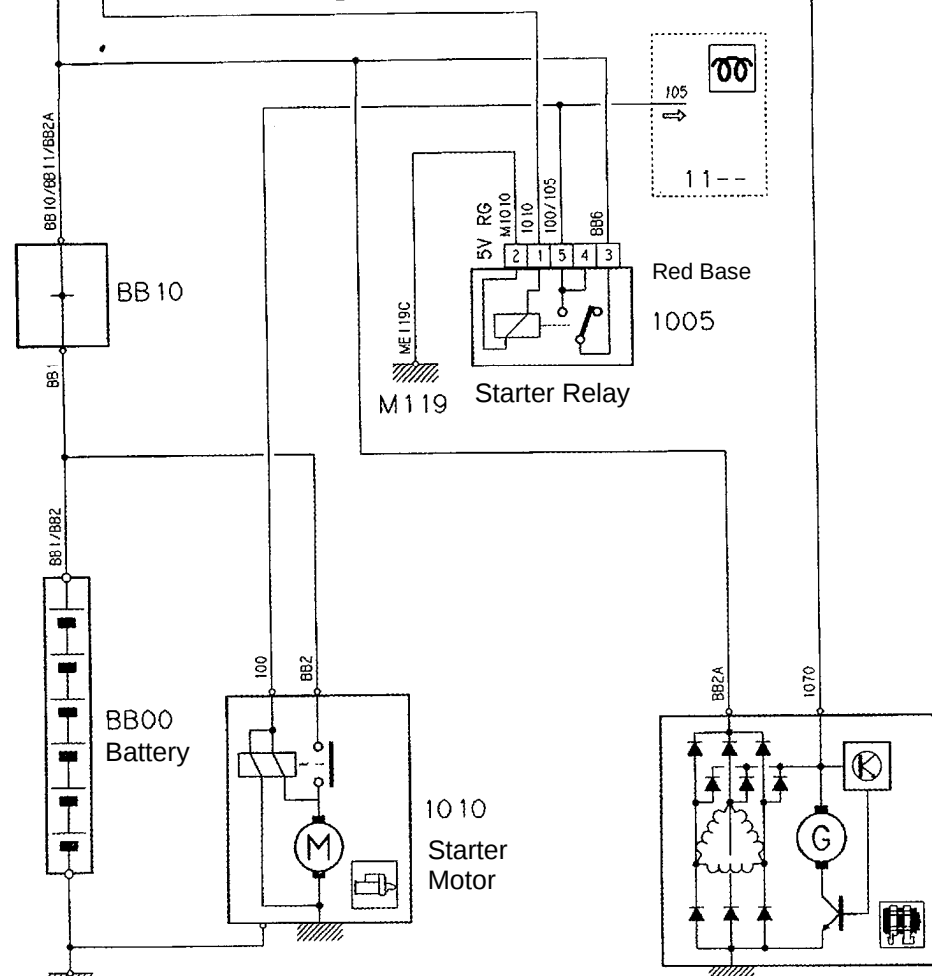 105
11--
BB10/BB11/BB2A
5V RG
M1010
1010
100/105
BB6
2 1 5 4 3
Red Base
BB10
1005
ME119C
BB1
M119
Starter Relay
BB1/BB2
100
BB2
BB2A
1070
BB00
Battery
K
1010
M
G
Starter
Motor